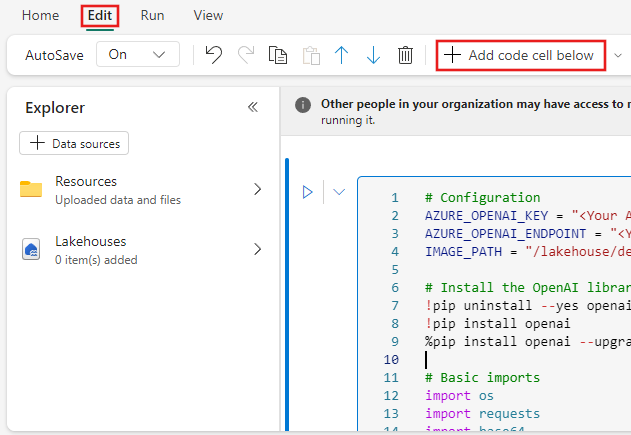 Home Edit Run View
AutoSave On Add code cell below
Explorer
Data sources
Resources
Uploaded data and files
Lakehouses
0 item(s) added
Other people in your organization may have access to
running it.
1 # Configuration
2 AZURE_OPENAI_KEY = "<Your A
3 AZURE_OPENAI_ENDPOINT = "<Y
4 IMAGE_PATH = "/lakehouse/de
5
6 # Install the OpenAI librar
7 !pip uninstall --yes openai
8 !pip install openai
9 %pip install openai --upgra
10
11 # Basic imports
12 import os
13 import requests
14 import base64